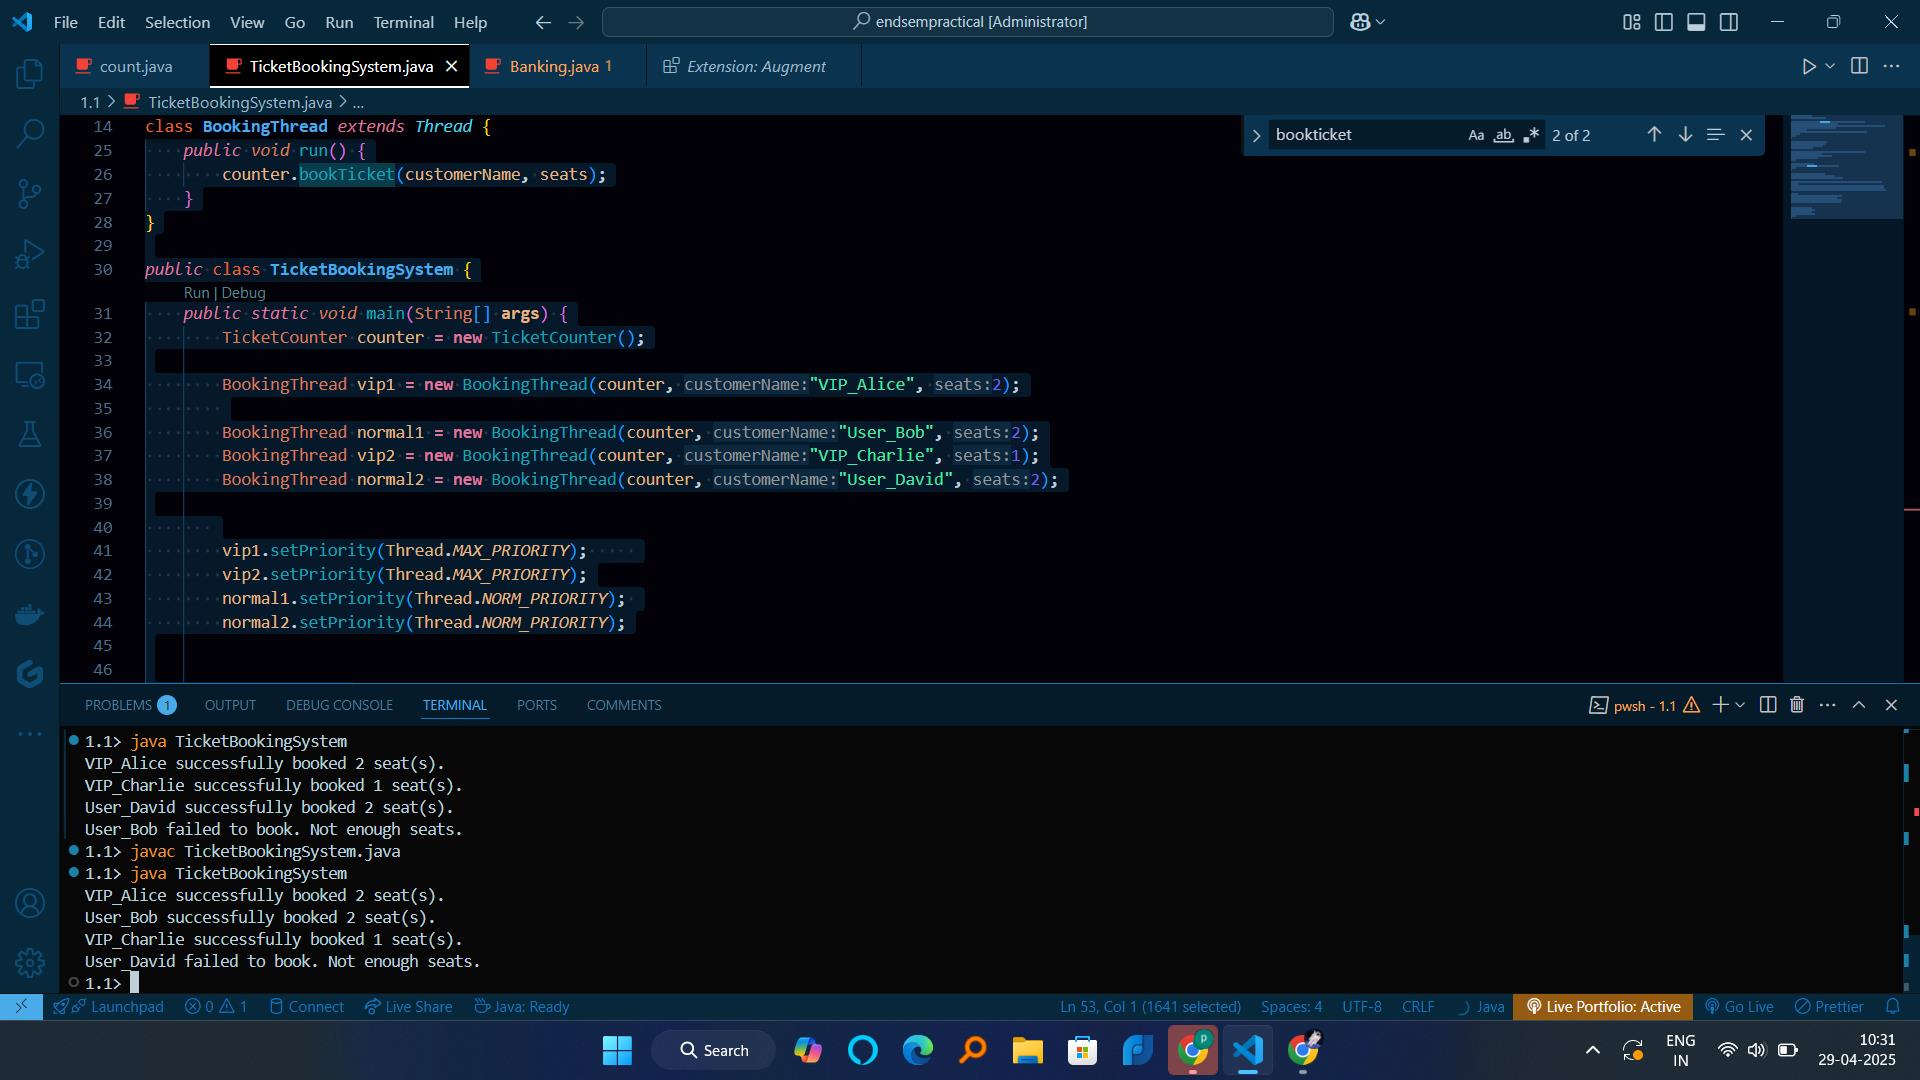 File Edit Selection View Go Run Terminal Help
endsempractical [Administrator]
count.java TicketBookingSystem.java Banking.java 1 Extension: Augment
1.1 > TicketBookingSystem.java > ...
bookticket Aa ab 2 of 2
14 class BookingThread extends Thread {
25 public void run() {
26 counter.bookTicket(customerName, seats);
27 }
28 }
29
30 public class TicketBookingSystem {
Run | Debug
31 public static void main(String[] args) {
32 TicketCounter counter = new TicketCounter();
33
34 BookingThread vip1 = new BookingThread(counter, customerName:"VIP_Alice", seats:2);
35
36 BookingThread normal1 = new BookingThread(counter, customerName:"User_Bob", seats:2);
37 BookingThread vip2 = new BookingThread(counter, customerName:"VIP_Charlie", seats:1);
38 BookingThread normal2 = new BookingThread(counter, customerName:"User_David", seats:2);
39
40
41 vip1.setPriority(Thread.MAX_PRIORITY);
42 vip2.setPriority(Thread.MAX_PRIORITY);
43 normal1.setPriority(Thread.NORM_PRIORITY);
44 normal2.setPriority(Thread.NORM_PRIORITY);
45
46
PROBLEMS 1 OUTPUT DEBUG CONSOLE TERMINAL PORTS COMMENTS
pwsh - 1.1
1.1> java TicketBookingSystem
VIP_Alice successfully booked 2 seat(s).
VIP_Charlie successfully booked 1 seat(s).
User_David successfully booked 2 seat(s).
User_Bob failed to book. Not enough seats.
1.1> javac TicketBookingSystem.java
1.1> java TicketBookingSystem
VIP_Alice successfully booked 2 seat(s).
User_Bob successfully booked 2 seat(s).
VIP_Charlie successfully booked 1 seat(s).
User_David failed to book. Not enough seats.
1.1>
Launchpad 0 1 Connect Live Share Java: Ready
Ln 53, Col 1 (1641 selected) Spaces: 4 UTF-8 CRLF Java Live Portfolio: Active Go Live Prettier
Search
ENG
IN
10:31
29-04-2025